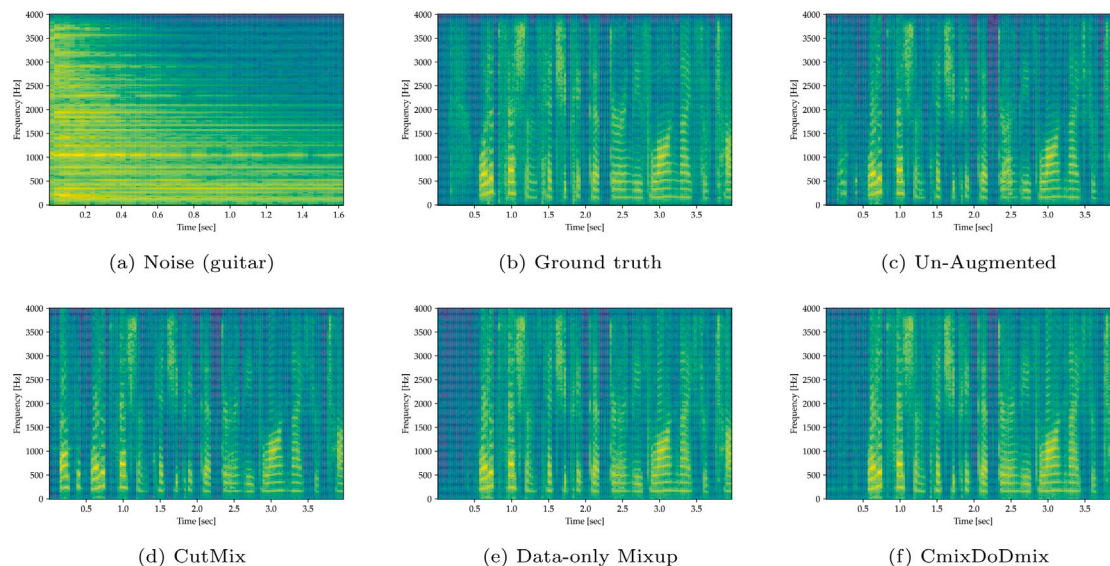 4000
3500
3000
2500
2000
1500
1000
500
0
Frequency [Hz]
0.2 0.4 0.6 0.8 1.0 1.2 1.4 1.6
Time [sec]
(a) Noise (guitar)
4000
3500
3000
2500
2000
1500
1000
500
0
Frequency [Hz]
0.5 1.0 1.5 2.0 2.5 3.0 3.5
Time [sec]
(b) Ground truth
4000
3500
3000
2500
2000
1500
1000
500
0
Frequency [Hz]
0.5 1.0 1.5 2.0 2.5 3.0 3.5
Time [sec]
(c) Un-Augmented
4000
3500
3000
2500
2000
1500
1000
500
0
Frequency [Hz]
0.5 1.0 1.5 2.0 2.5 3.0 3.5
Time [sec]
(d) CutMix
4000
3500
3000
2500
2000
1500
1000
500
0
Frequency [Hz]
0.5 1.0 1.5 2.0 2.5 3.0 3.5
Time [sec]
(e) Data-only Mixup
4000
3500
3000
2500
2000
1500
1000
500
0
Frequency [Hz]
0.5 1.0 1.5 2.0 2.5 3.0 3.5
Time [sec]
(f) CmixDoDmix